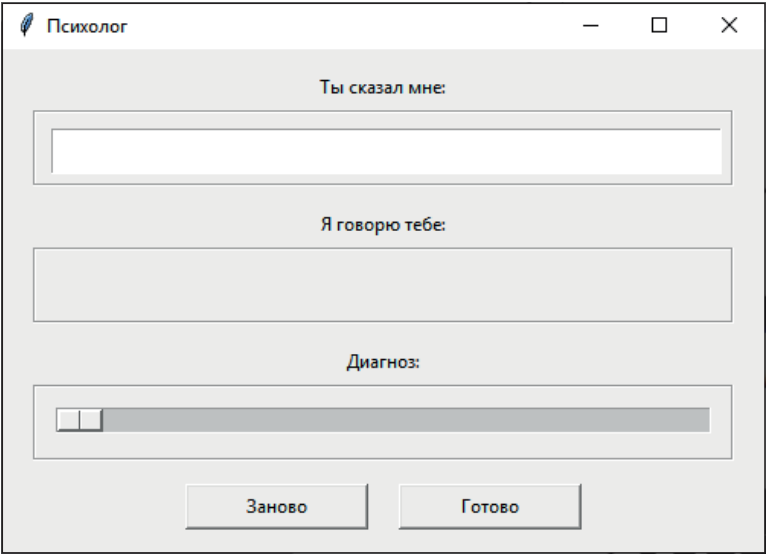 Психолог
Ты сказал мне:
Я говорю тебе:
Диагноз:
Заново
Готово